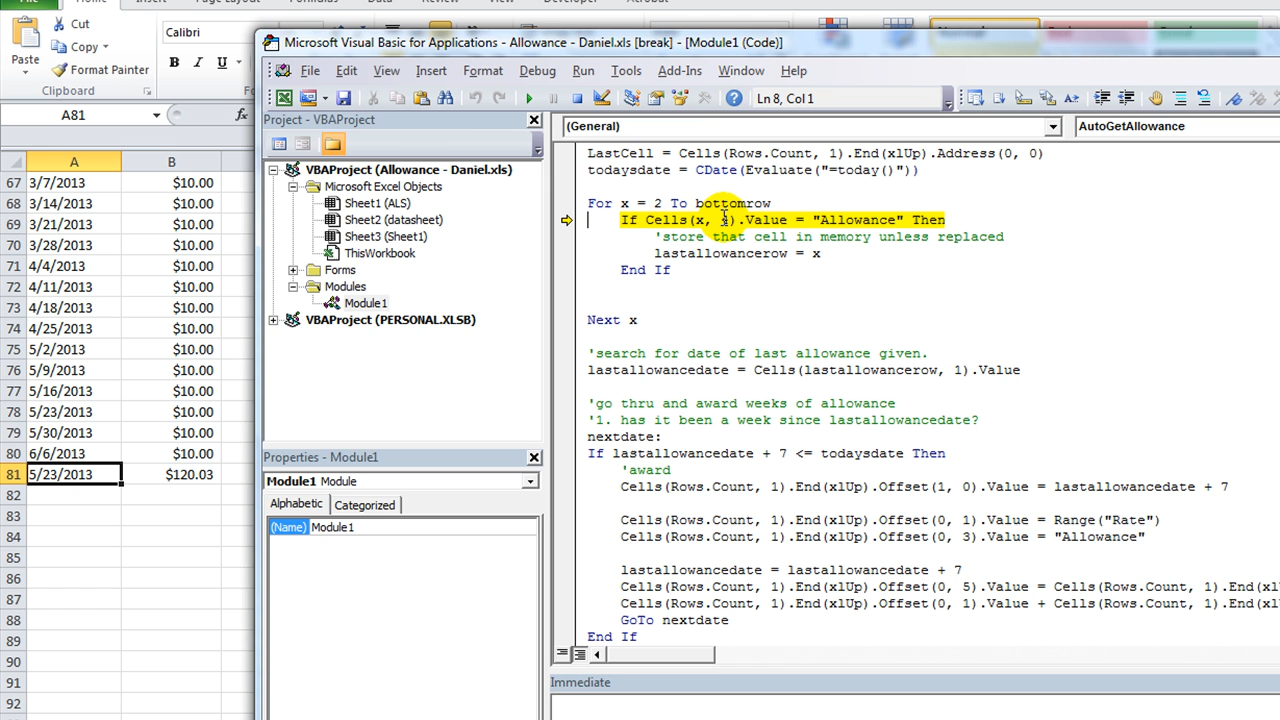 File Home Insert Page Layout Formulas Data Review View Developer Acrobat
Cut
Copy
Format Painter
Paste
Clipboard
Calibri
B I U
Normal
A81
fx
A B
67 3/7/2013 $10.00
68 3/14/2013 $10.00
69 3/21/2013 $10.00
70 3/28/2013 $10.00
71 4/4/2013 $10.00
72 4/11/2013 $10.00
73 4/18/2013 $10.00
74 4/25/2013 $10.00
75 5/2/2013 $10.00
76 5/9/2013 $10.00
77 5/16/2013 $10.00
78 5/23/2013 $10.00
79 5/30/2013 $10.00
80 6/6/2013 $10.00
81 5/23/2013 $120.03
82
83
84
85
86
87
88
89
90
91
92
Microsoft Visual Basic for Applications - Allowance - Daniel.xls [break] - [Module1 (Code)]
File Edit View Insert Format Debug Run Tools Add-Ins Window Help
Ln 8, Col 1
Project - VBAProject
VBAProject (Allowance - Daniel.xls)
Microsoft Excel Objects
Sheet1 (ALS)
Sheet2 (datasheet)
Sheet3 (Sheet1)
ThisWorkbook
Forms
Modules
Module1
VBAProject (PERSONAL.XLSB)
Properties - Module1
Module1 Module
Alphabetic Categorized
(Name) Module1
(General) AutoGetAllowance
LastCell = Cells(Rows.Count, 1).End(xlUp).Address(0, 0)
todaysdate = CDate(Evaluate("=today()"))
For x = 2 To bottomrow
If Cells(x, ).Value = "Allowance" Then
'store that cell in memory unless replaced
lastallowancerow = x
End If
Next x
'search for date of last allowance given.
lastallowancedate = Cells(lastallowancerow, 1).Value
'go thru and award weeks of allowance
'1. has it been a week since lastallowancedate?
nextdate:
If lastallowancedate + 7 <= todaysdate Then
'award
Cells(Rows.Count, 1).End(xlUp).Offset(1, 0).Value = lastallowancedate + 7
Cells(Rows.Count, 1).End(xlUp).Offset(0, 1).Value = Range("Rate")
Cells(Rows.Count, 1).End(xlUp).Offset(0, 3).Value = "Allowance"
lastallowancedate = lastallowancedate + 7
Cells(Rows.Count, 1).End(xlUp).Offset(0, 5).Value = Cells(Rows.Count, 1).End(xl
Cells(Rows.Count, 1).End(xlUp).Offset(0, 1).Value + Cells(Rows.Count, 1).End(xl
GoTo nextdate
End If
Immediate